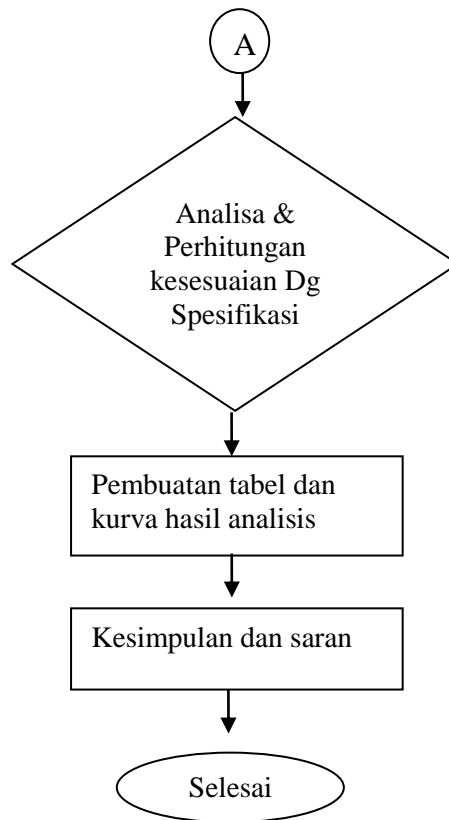 A
Analisa &
Perhitungan
kesesuaian Dg
Spesifikasi
Pembuatan tabel dan
kurva hasil analisis
Kesimpulan dan saran
Selesai